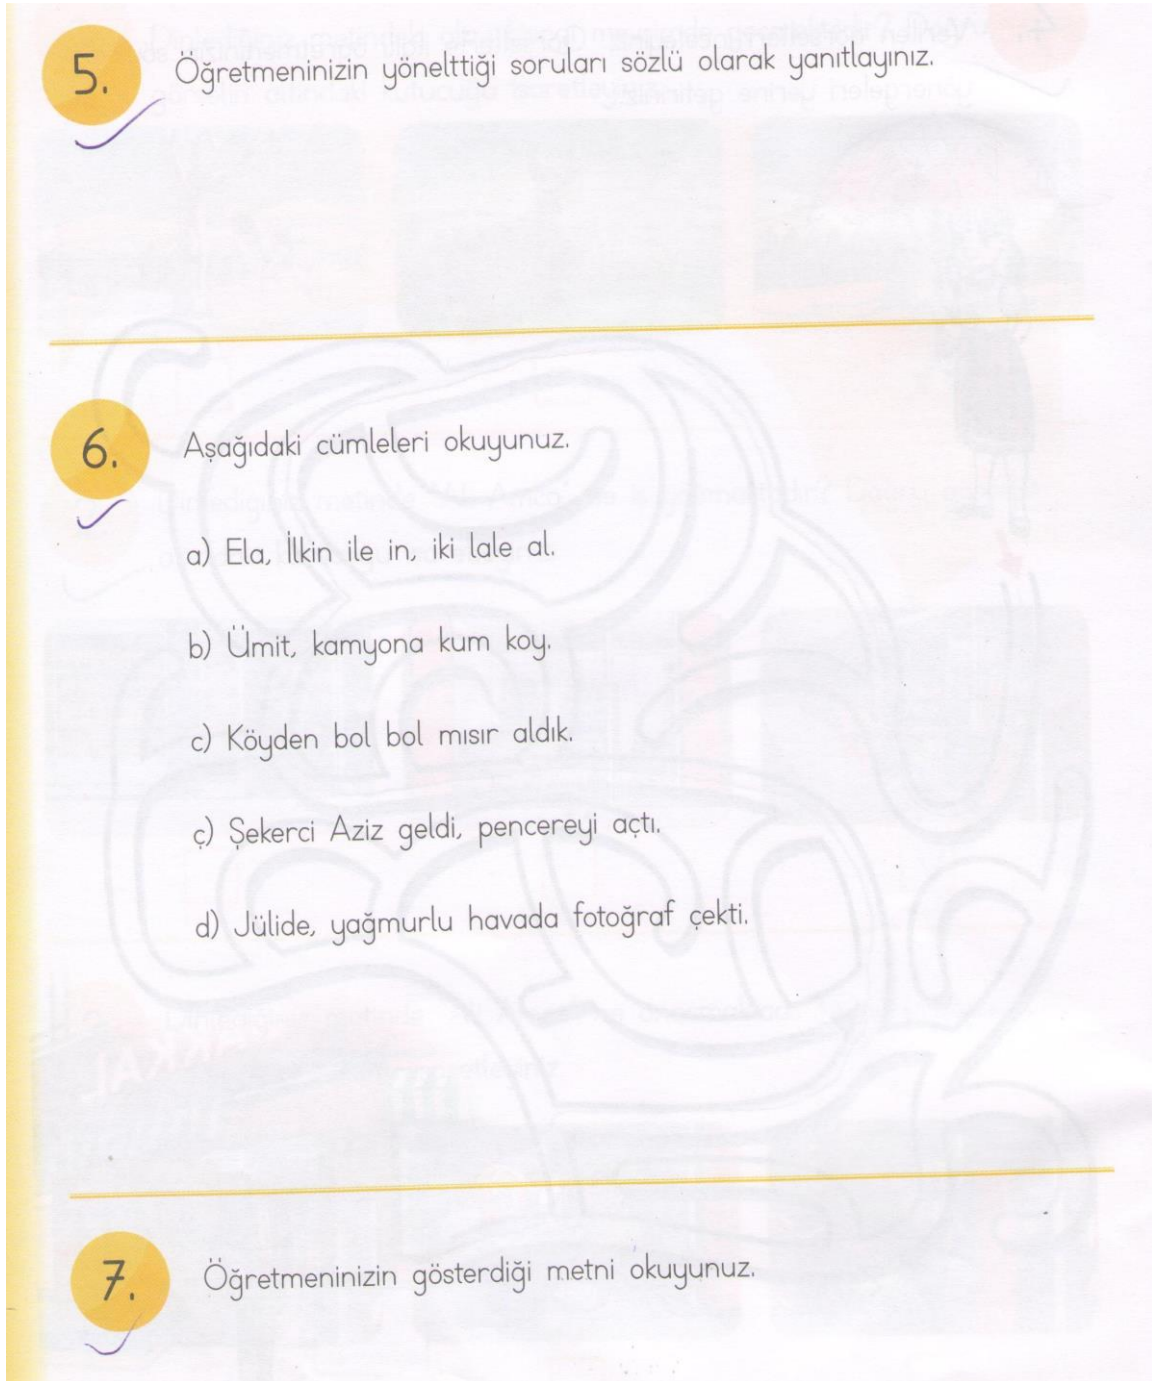 5. Öğretmeninizin yönelttiği soruları sözlü olarak yanıtlayınız.
6. Aşağıdaki cümleleri okuyunuz.
a) Ela, İlkin ile in, iki lale al.
b) Ümit, kamyona kum koy.
c) Köyden bol bol mısır aldık.
ç) Şekerci Aziz geldi, pencereyi açtı.
d) Jülide, yağmurlu havada fotoğraf çekti.
7. Öğretmeninizin gösterdiği metni okuyunuz.